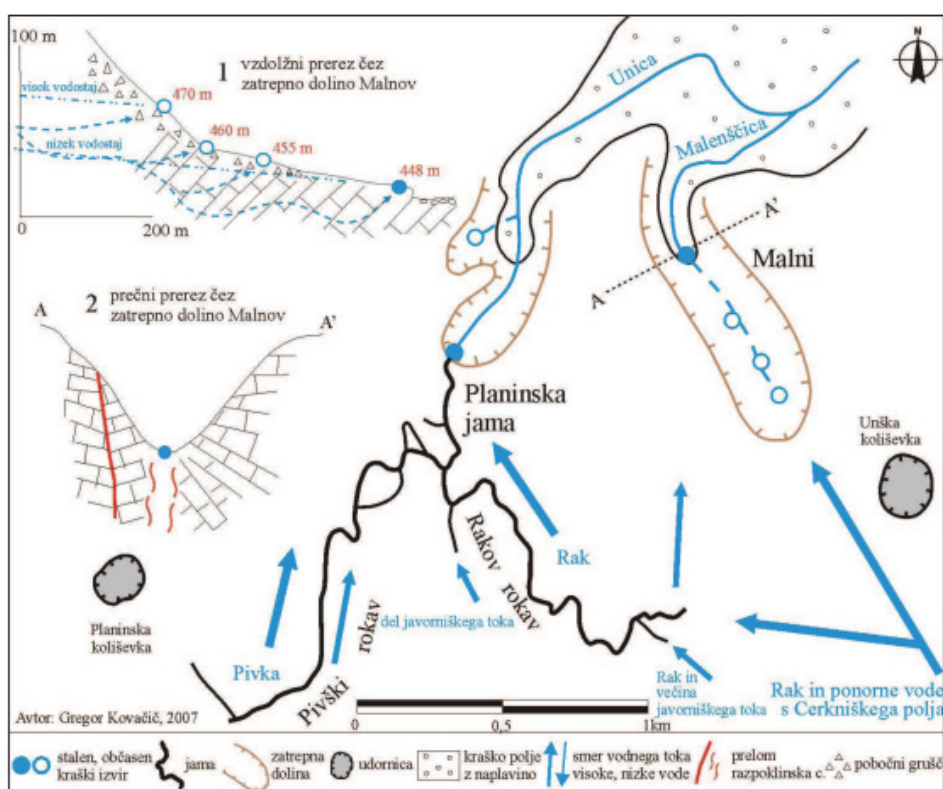 100 m
1
vzdolžni prerez čez
zatrepno dolino Malnov
visok vodostaj
470 m
460 m
nizek vodostaj
455 m
448 m
0
200 m
N
Unica
Malenščica
A'
Malni
A
2
prečni prerez čez
zatrepno dolino Malnov
A
A'
Planinska
jama
Unška
koliševka
Rak
Rakov
rokav
del javorniškega toka
Planinska
koliševka
Pivka
Pivški
rokav
Rak in
večina
javorniškega toka
Rak in ponorne vode
s Cerkniškega polja
Avtor: Gregor Kovačič, 2007
0
0,5
1km
stalen, občasen
kraški izvir
jama
zatrepna
dolina
udornica
kraško polje
z naplavino
smer vodnega toka
visoke, nizke vode
prelom
razpoklinska c.
pobočni grušč